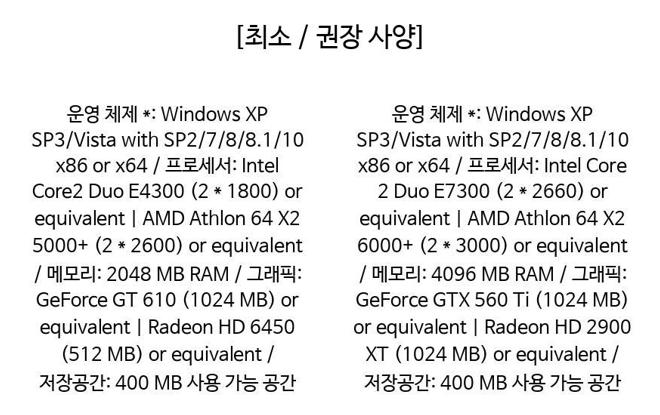 [최소 / 권장 사양]
운영 체제 *: Windows XP
SP3/Vista with SP2/7/8/8.1/10
x86 or x64 / 프로세서: Intel
Core2 Duo E4300 (2 * 1800) or
equivalent | AMD Athlon 64 X2
5000+ (2 * 2600) or equivalent
/ 메모리: 2048 MB RAM / 그래픽:
GeForce GT 610 (1024 MB) or
equivalent | Radeon HD 6450
(512 MB) or equivalent /
저장공간: 400 MB 사용 가능 공간
운영 체제 *: Windows XP
SP3/Vista with SP2/7/8/8.1/10
x86 or x64 / 프로세서: Intel Core
2 Duo E7300 (2 * 2660) or
equivalent | AMD Athlon 64 X2
6000+ (2 * 3000) or equivalent
/ 메모리: 4096 MB RAM / 그래픽:
GeForce GTX 560 Ti (1024 MB)
or equivalent | Radeon HD 2900
XT (1024 MB) or equivalent /
저장공간: 400 MB 사용 가능 공간